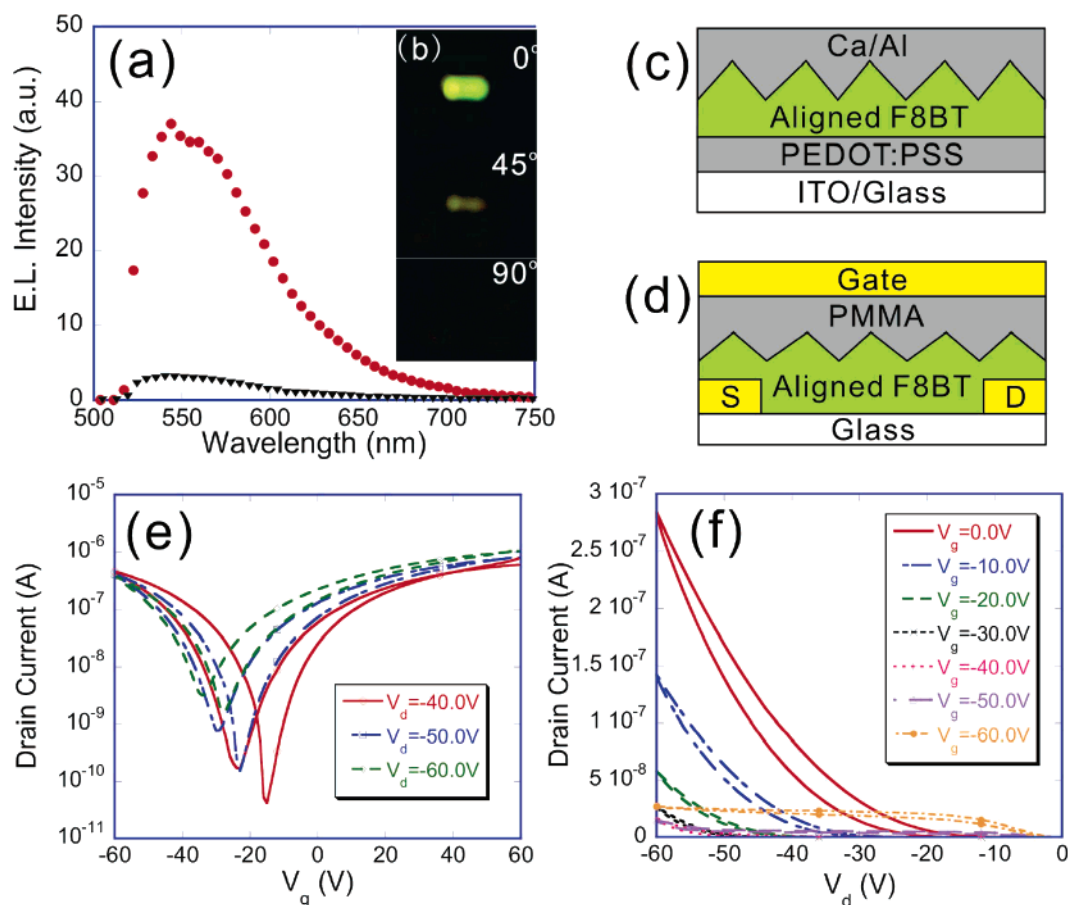 (a)
50
40
30
20
10
0
E.L. Intensity (a.u.)
500
550
600
650
700
750
Wavelength (nm)
(b)
0°
45°
90°
(c)
Ca/Al
Aligned F8BT
PEDOT:PSS
ITO/Glass
(d)
Gate
PMMA
S
Aligned F8BT
D
Glass
(e)
10⁻⁵
10⁻⁶
10⁻⁷
10⁻⁸
10⁻⁹
10⁻¹⁰
10⁻¹¹
Drain Current (A)
-60
-40
-20
0
20
40
60
V_g (V)
V_d=-40.0V
V_d=-50.0V
V_d=-60.0V
(f)
3 10⁻⁷
2.5 10⁻⁷
2 10⁻⁷
1.5 10⁻⁷
1 10⁻⁷
5 10⁻⁸
0
Drain Current (A)
-60
-50
-40
-30
-20
-10
0
V_d (V)
V_g=0.0V
V_g=-10.0V
V_g=-20.0V
V_g=-30.0V
V_g=-40.0V
V_g=-50.0V
V_g=-60.0V